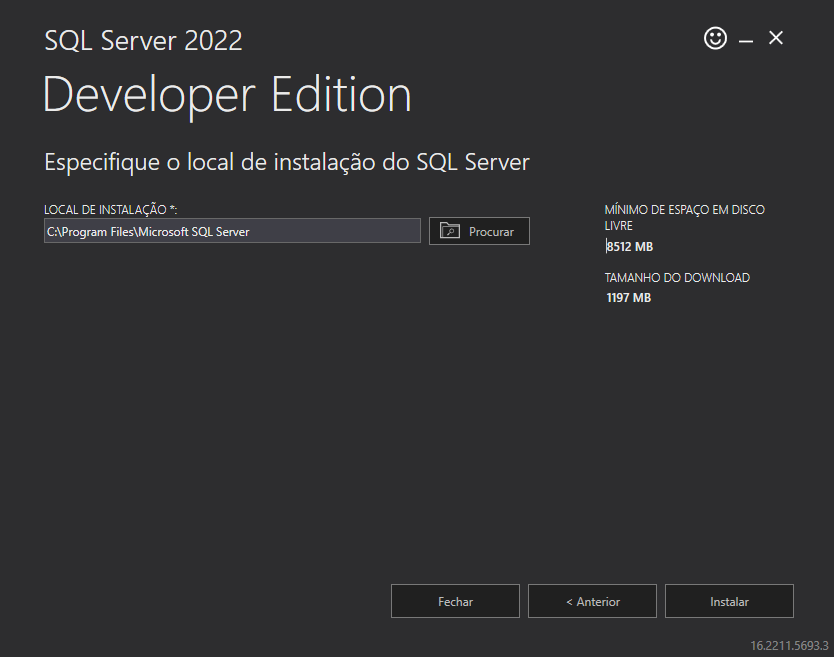 SQL Server 2022
Developer Edition
Especifique o local de instalação do SQL Server
LOCAL DE INSTALAÇÃO *:
C:\Program Files\Microsoft SQL Server
Procurar
MÍNIMO DE ESPAÇO EM DISCO
LIVRE
8512 MB
TAMANHO DO DOWNLOAD
1197 MB
Fechar
< Anterior
Instalar
16.2211.5693.3